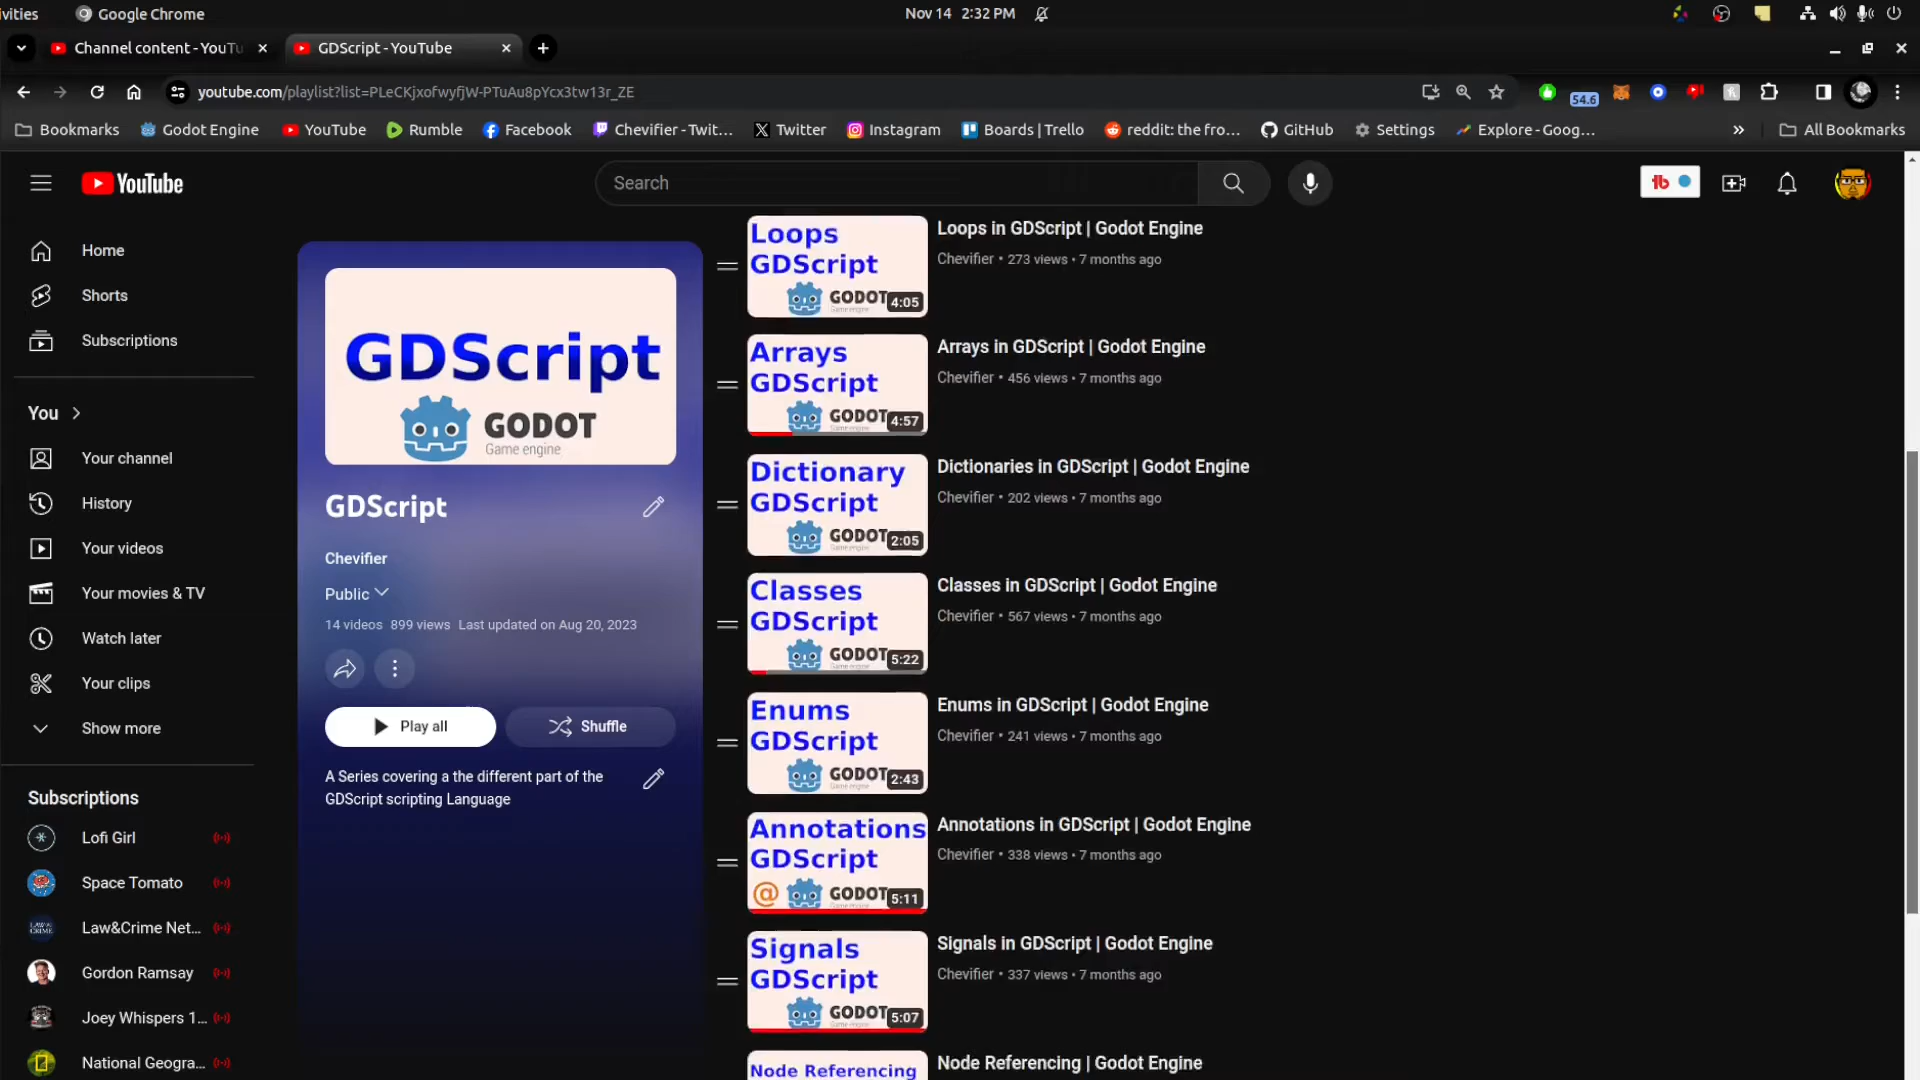 ivities
Google Chrome
Nov 14 2:32 PM
Channel content - YouTu
GDScript - YouTube
youtube.com/playlist?list=PLeCKjxofwyfjW-PTuAu8pYcx3tw13r_ZE
54.6
Bookmarks
Godot Engine
YouTube
Rumble
Facebook
Chevifier - Twit...
Twitter
Instagram
Boards | Trello
reddit: the fro...
GitHub
Settings
Explore - Goog...
All Bookmarks
YouTube
Search
tb
Home
Shorts
Subscriptions
You
Your channel
History
Your videos
Your movies & TV
Watch later
Your clips
Show more
Subscriptions
Lofi Girl
Space Tomato
Law&Crime Net...
Gordon Ramsay
Joey Whispers 1...
National Geogra...
GDScript
GODOT
Game engine
GDScript
Chevifier
Public
14 videos 899 views Last updated on Aug 20, 2023
Play all
Shuffle
A Series covering a the different part of the
GDScript scripting Language
Loops
GDScript
GODOT
4:05
Loops in GDScript | Godot Engine
Chevifier • 273 views • 7 months ago
Arrays
GDScript
GODOT
4:57
Arrays in GDScript | Godot Engine
Chevifier • 456 views • 7 months ago
Dictionary
GDScript
GODOT
Game engine
2:05
Dictionaries in GDScript | Godot Engine
Chevifier • 202 views • 7 months ago
Classes
GDScript
GODOT
5:22
Classes in GDScript | Godot Engine
Chevifier • 567 views • 7 months ago
Enums
GDScript
GODOT
Game engine
2:43
Enums in GDScript | Godot Engine
Chevifier • 241 views • 7 months ago
Annotations
GDScript
@
GODOT
5:11
Annotations in GDScript | Godot Engine
Chevifier • 338 views • 7 months ago
Signals
GDScript
GODOT
5:07
Signals in GDScript | Godot Engine
Chevifier • 337 views • 7 months ago
Node Referencing
Node Referencing | Godot Engine